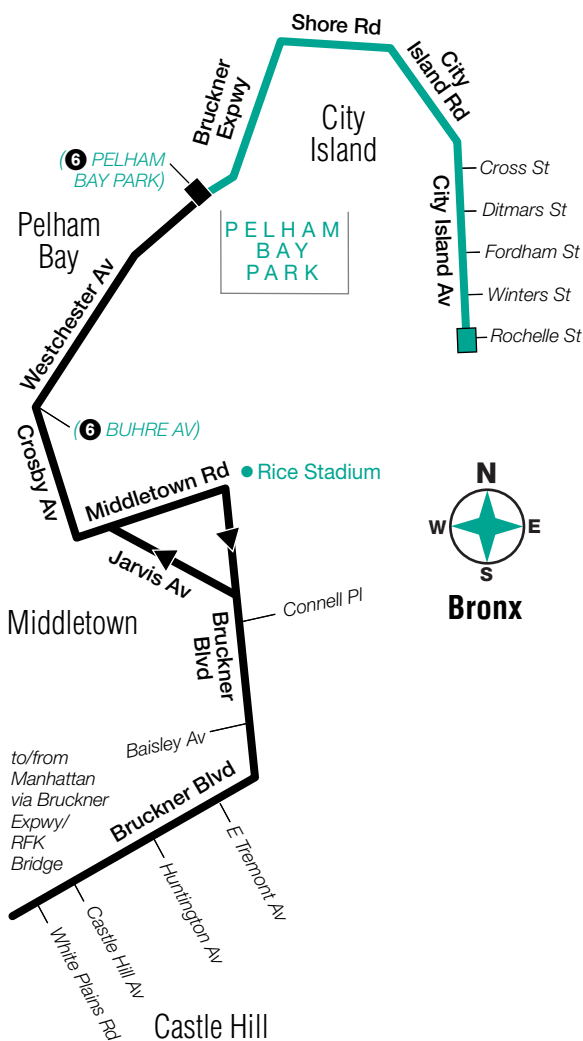 Shore Rd
City
Island Rd
Bruckner
Expwy
City
Island
(6 PELHAM
BAY PARK)
Cross St
Pelham
Bay
PELHAM
BAY
PARK
City Island Av
Ditmars St
Fordham St
Winters St
Rochelle St
Westchester Av
(6 BUHRE AV)
Crosby Av
Middletown Rd
Rice Stadium
N
W
E
S
Bronx
Jarvis Av
Connell Pl
Middletown
Bruckner
Blvd
Baisley Av
to/from
Manhattan
via Bruckner
Expwy/
RFK
Bridge
Bruckner Blvd
E Tremont Av
Huntington Av
Castle Hill Av
White Plains Rd
Castle Hill